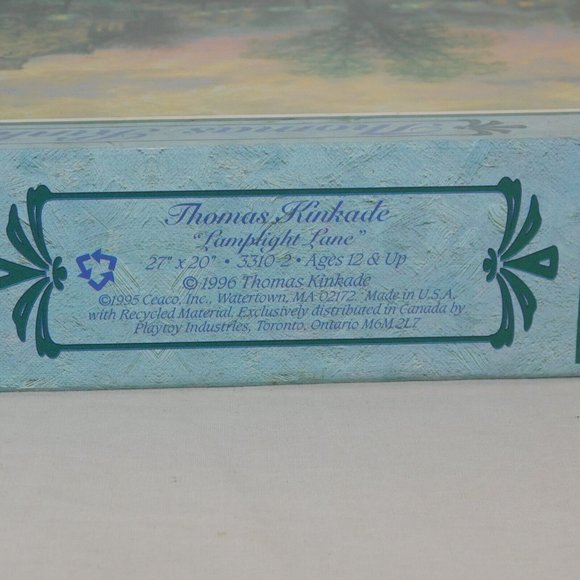 Thomas Kinkade
"Lamplight Lane"
27" x 20" • 3310-2 • Ages 12 & Up
© 1996 Thomas Kinkade
©1995 Ceaco, Inc., Watertown, MA 02172 Made in U.S.A.
with Recycled Material. Exclusively distributed in Canada by
Playtoy Industries, Toronto, Ontario M6M 2L7